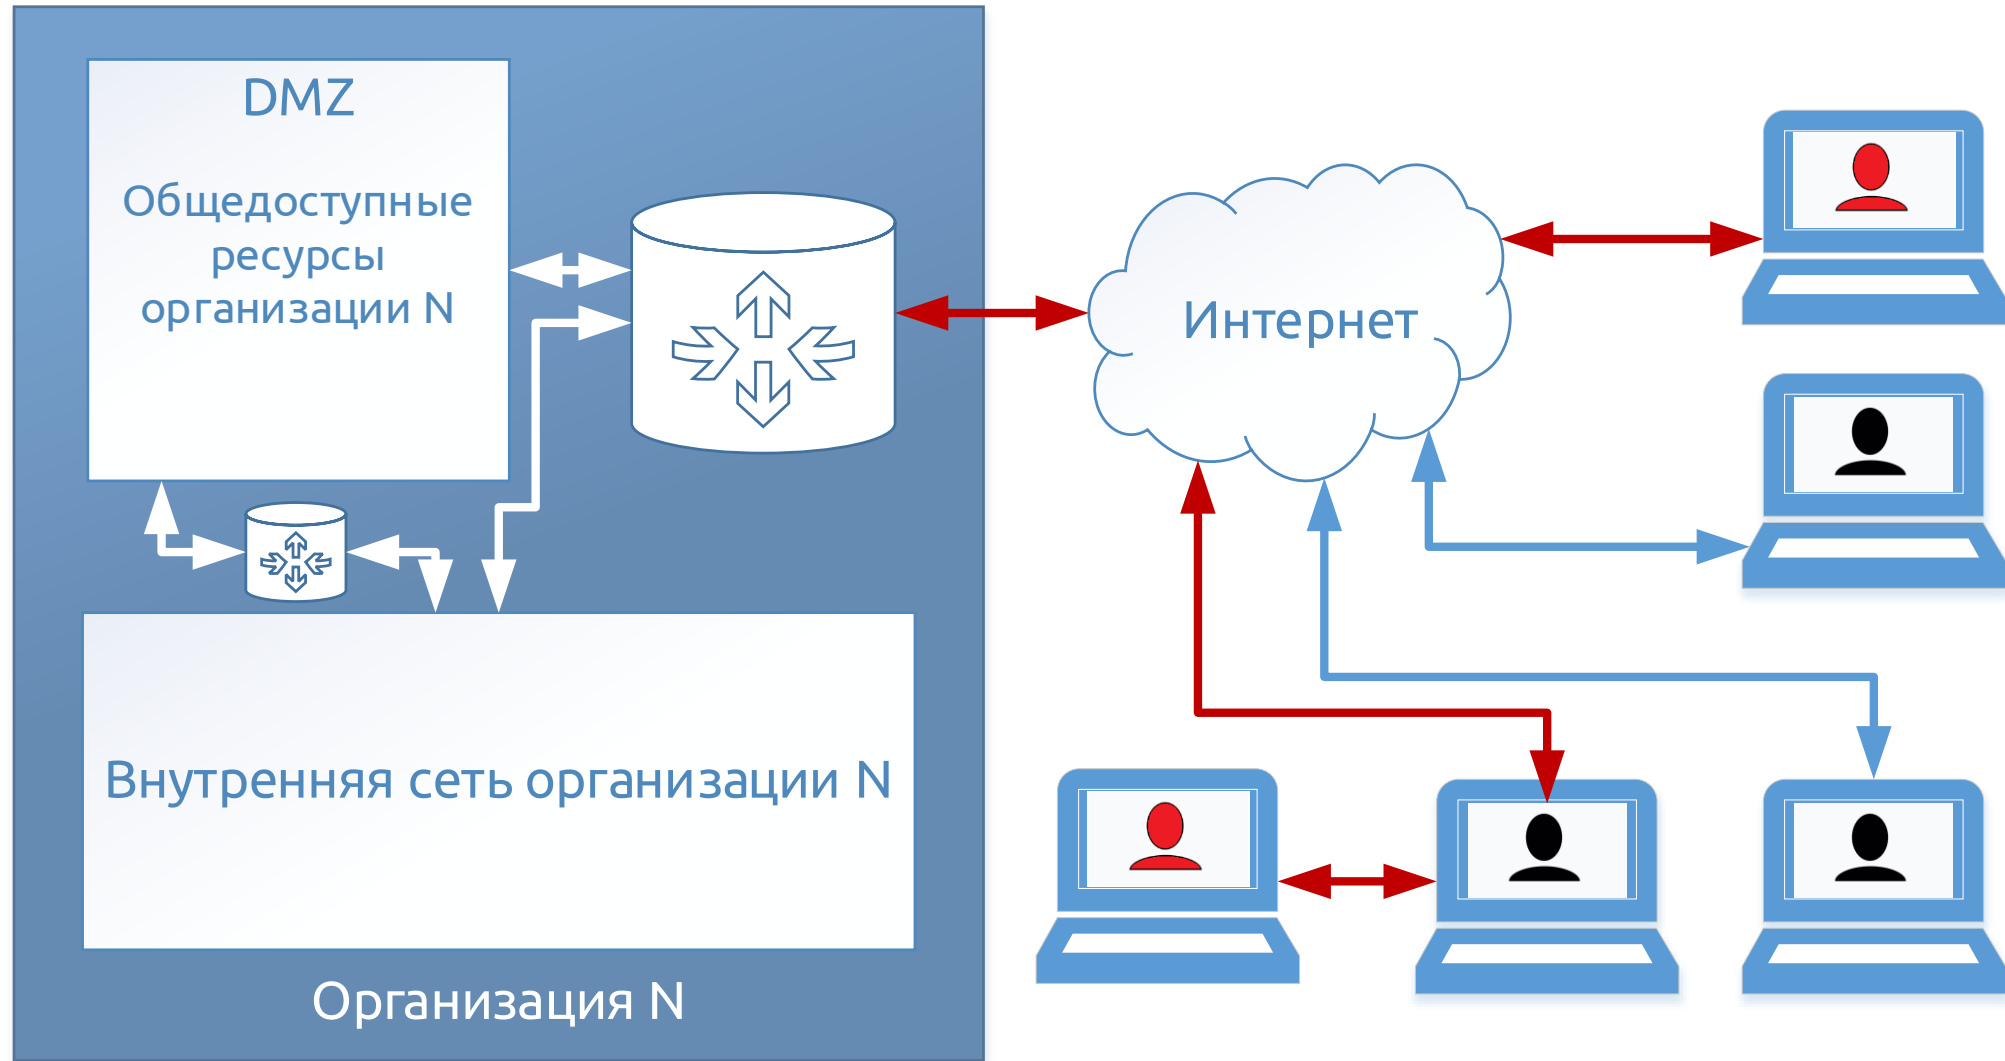 DMZ
Общедоступные
ресурсы
организации N
Интернет
Внутренняя сеть организации N
Организация N